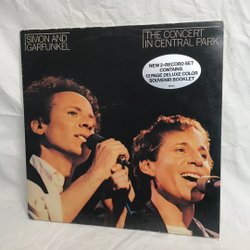 SIMON AND
GARFUNKEL
THE CONCERT
IN CENTRAL PARK
NEW 2-RECORD SET
CONTAINS
12 PAGE DELUXE COLOR
SOUVENIR BOOKLET